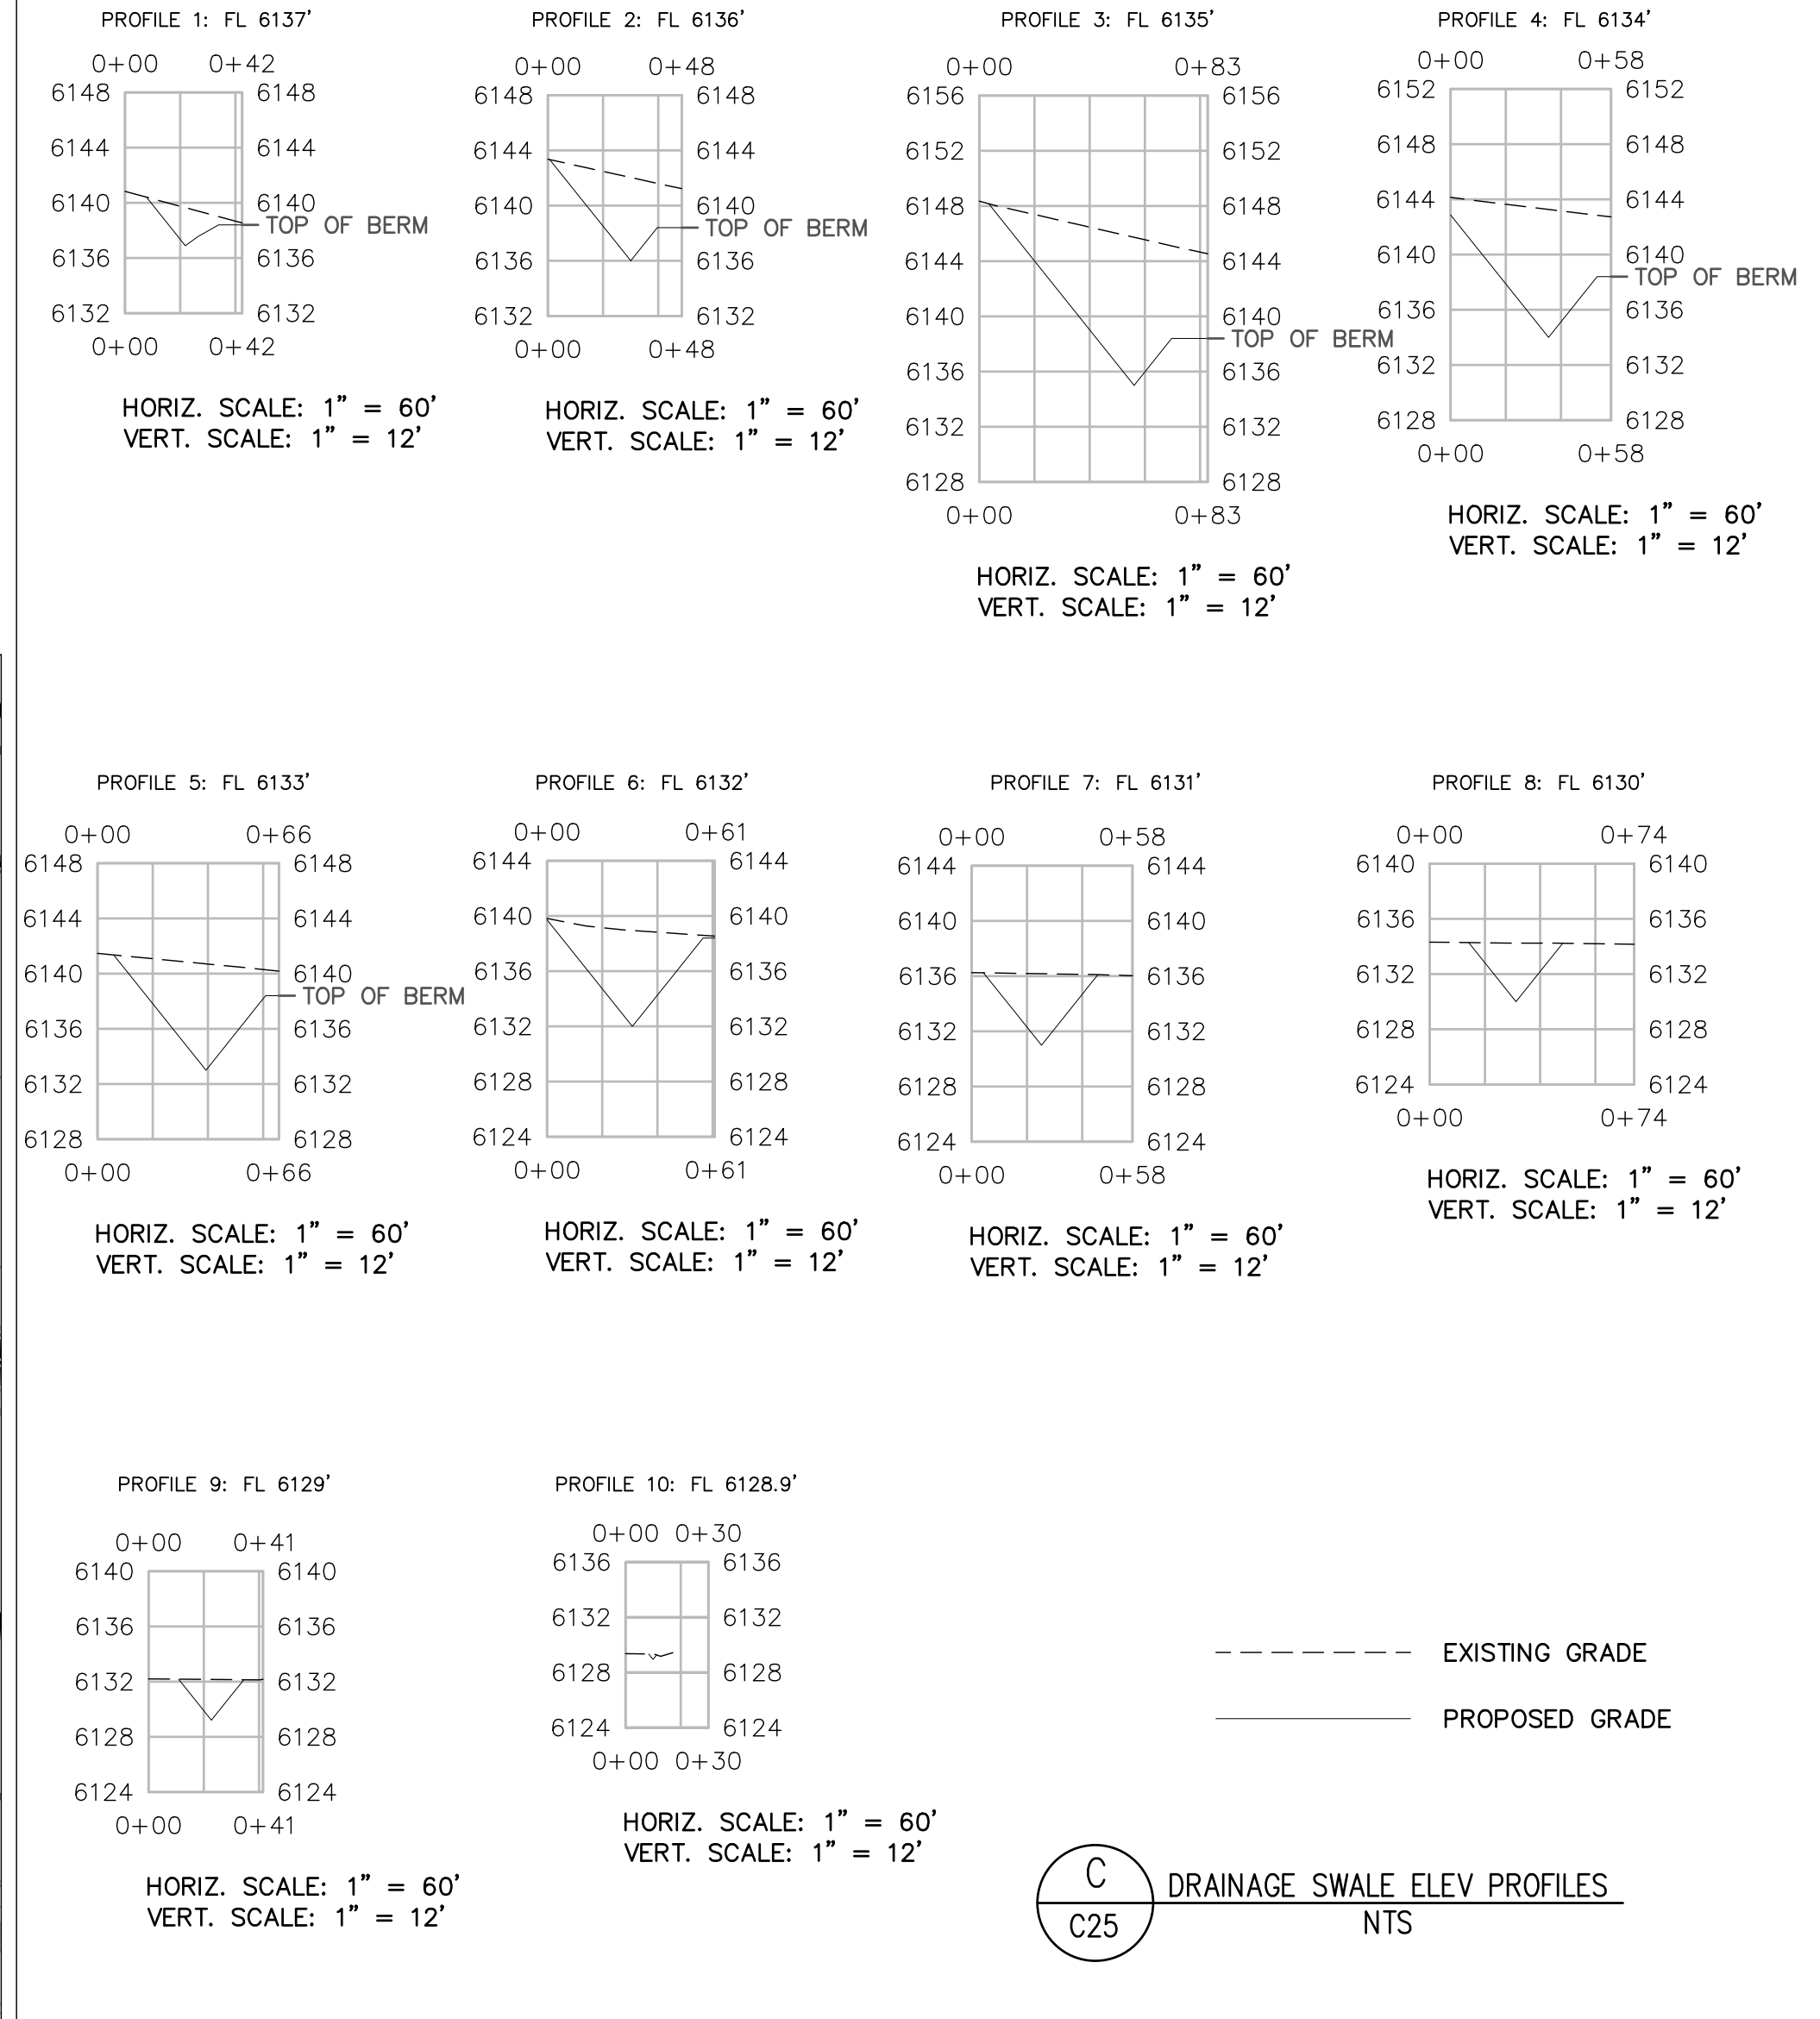 PROFILE 1: FL 6137’
0+00 0+42
6148 6148
6144 6144
6140 6140
TOP OF BERM
6136 6136
6132 6132
0+00 0+42
HORIZ. SCALE: 1” = 60’
VERT. SCALE: 1” = 12’
PROFILE 2: FL 6136’
0+00 0+48
6148 6148
6144 6144
6140 6140
TOP OF BERM
6136 6136
6132 6132
0+00 0+48
HORIZ. SCALE: 1” = 60’
VERT. SCALE: 1” = 12’
PROFILE 3: FL 6135’
0+00 0+83
6156 6156
6152 6152
6148 6148
6144 6144
6140 6140
TOP OF BERM
6136 6136
6132 6132
6128 6128
0+00 0+83
HORIZ. SCALE: 1” = 60’
VERT. SCALE: 1” = 12’
PROFILE 4: FL 6134’
0+00 0+58
6152 6152
6148 6148
6144 6144
6140 6140
TOP OF BERM
6136 6136
6132 6132
6128 6128
0+00 0+58
HORIZ. SCALE: 1” = 60’
VERT. SCALE: 1” = 12’
PROFILE 5: FL 6133’
0+00 0+66
6148 6148
6144 6144
6140 6140
TOP OF BERM
6136 6136
6132 6132
6128 6128
0+00 0+66
HORIZ. SCALE: 1” = 60’
VERT. SCALE: 1” = 12’
PROFILE 6: FL 6132’
0+00 0+61
6144 6144
6140 6140
6136 6136
6132 6132
6128 6128
6124 6124
0+00 0+61
HORIZ. SCALE: 1” = 60’
VERT. SCALE: 1” = 12’
PROFILE 7: FL 6131’
0+00 0+58
6144 6144
6140 6140
6136 6136
6132 6132
6128 6128
6124 6124
0+00 0+58
HORIZ. SCALE: 1” = 60’
VERT. SCALE: 1” = 12’
PROFILE 8: FL 6130’
0+00 0+74
6140 6140
6136 6136
6132 6132
6128 6128
6124 6124
0+00 0+74
HORIZ. SCALE: 1” = 60’
VERT. SCALE: 1” = 12’
PROFILE 9: FL 6129’
0+00 0+41
6140 6140
6136 6136
6132 6132
6128 6128
6124 6124
0+00 0+41
HORIZ. SCALE: 1” = 60’
VERT. SCALE: 1” = 12’
PROFILE 10: FL 6128.9’
0+00 0+30
6136 6136
6132 6132
6128 6128
6124 6124
0+00 0+30
HORIZ. SCALE: 1” = 60’
VERT. SCALE: 1” = 12’
EXISTING GRADE
PROPOSED GRADE
C
C25
DRAINAGE SWALE ELEV PROFILES
NTS